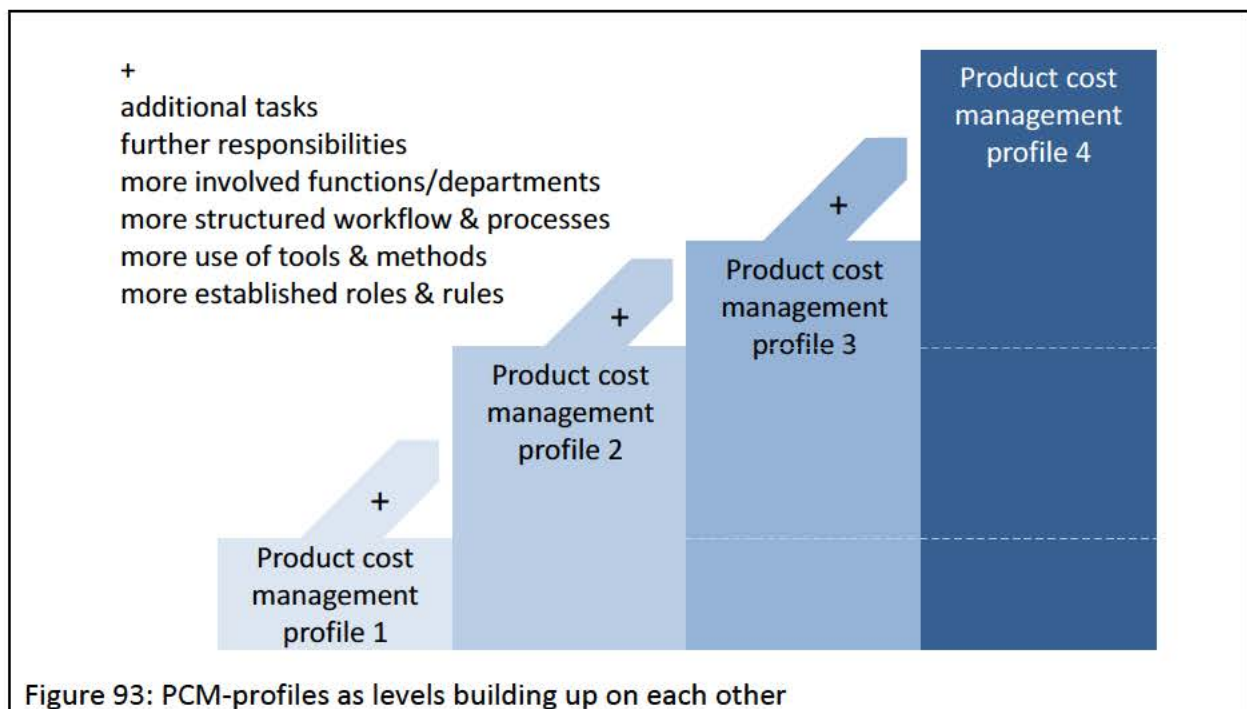 +
additional tasks
further responsibilities
more involved functions/departments
more structured workflow & processes
more use of tools & methods
more established roles & rules
Product cost
management
profile 4
+
Product cost
management
profile 3
+
Product cost
management
profile 2
+
Product cost
management
profile 1
Figure 93: PCM-profiles as levels building up on each other